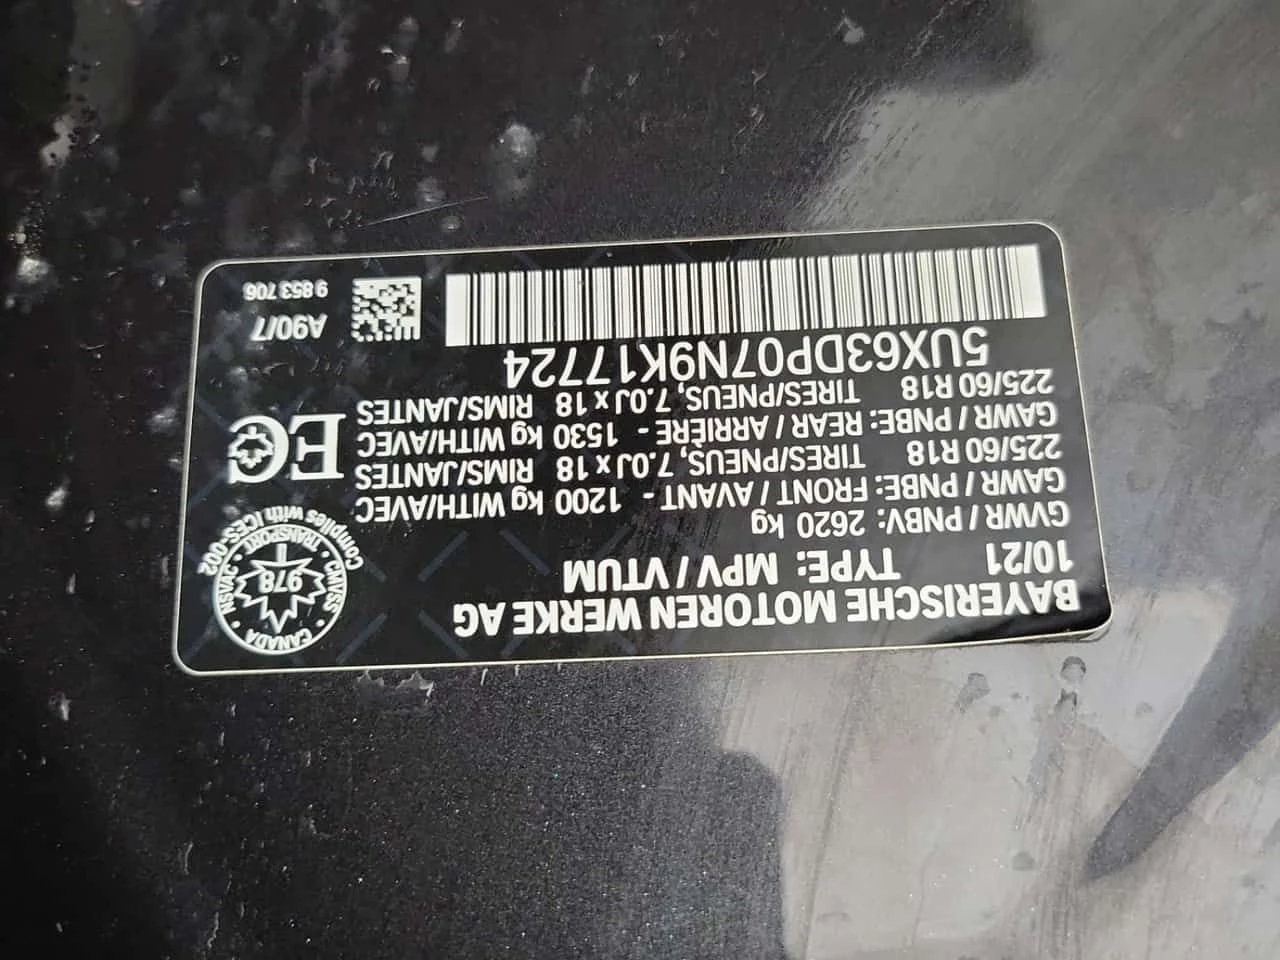 BAYERISCHE MOTOREN WERKE AG
10/21 TYPE: MPV / VTUM
GVWR / PNBV: 2620 kg
GAWR / PNBE: FRONT / AVANT - 1200 kg WITH/AVEC
225/60 R18 TIRES/PNEUS, 7.0J x 18 RIMS/JANTES
GAWR / PNBE: REAR / ARRIÈRE - 1530 kg WITH/AVEC
225/60 R18 TIRES/PNEUS, 7.0J x 18 RIMS/JANTES
5UX63DP07N9K17724
CANADA
NSVAC · TRANSPORT · CMVSS
978
Complies with ICES-002
EC
A90/7
9 853 706